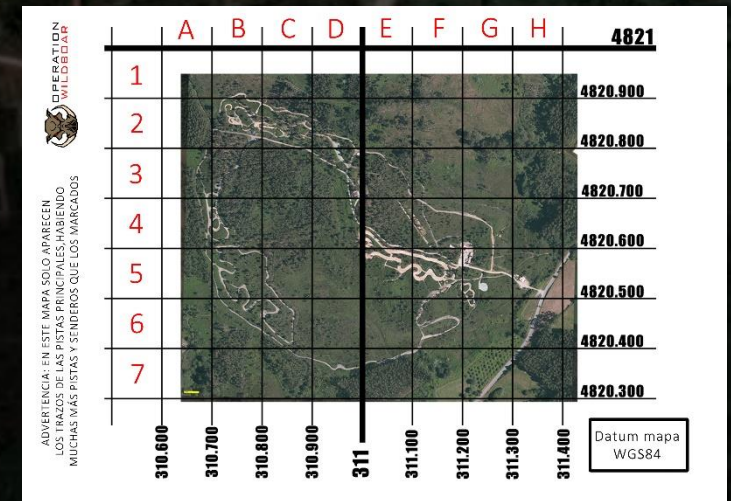 OPERATION
WILDBOAR
ADVERTENCIA: EN ESTE MAPA SOLO APARECEN
LOS TRAZOS DE LAS PISTAS PRINCIPALES,HABIENDO
MUCHAS MÁS PISTAS Y SENDEROS QUE LOS MARCADOS
A B C D E F G H
4821
1
4820.900
2
4820.800
3
4820.700
4
4820.600
5
4820.500
6
4820.400
7
4820.300
310.600 310.700 310.800 310.900 311 311.100 311.200 311.300 311.400
Datum mapa
WGS84